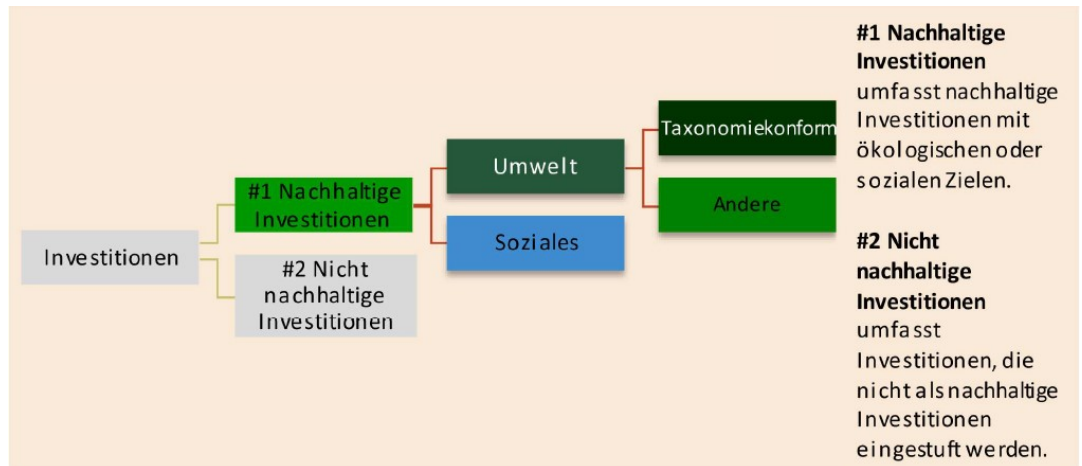 Investitionen
#1 Nachhaltige
Investitionen
#2 Nicht
nachhaltige
Investitionen
Umwelt
Soziales
Taxonomiekonform
Andere
#1 Nachhaltige
Investitionen
umfasst nachhaltige
Investitionen mit
ökologischen oder
sozialen Zielen.
#2 Nicht
nachhaltige
Investitionen
umfasst
Investitionen, die
nicht als nachhaltige
Investitionen
eingestuft werden.